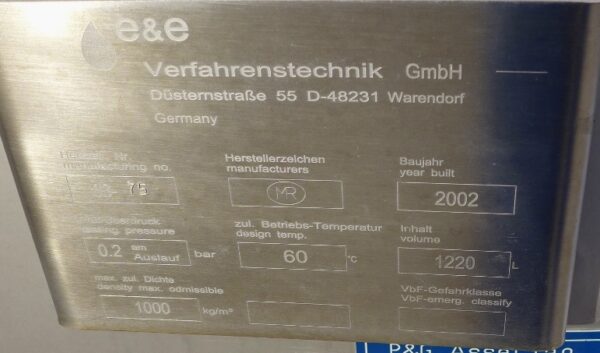 e&e
Verfahrenstechnik GmbH
Düsternstraße 55 D-48231 Warendorf
Germany
manufacturing no.
75
Herstellerzeichen
manufacturers
MR
Baujahr
year built
2002
pressure
0.2 am Auslauf bar
zul. Betriebs-Temperatur
design temp.
60 °C
Inhalt
volume
1220 L
max. zul. Dichte
density max. odmissible
1000 kg/m³
VbF-Gefahrklasse
VbF-emerg. classify
P&G